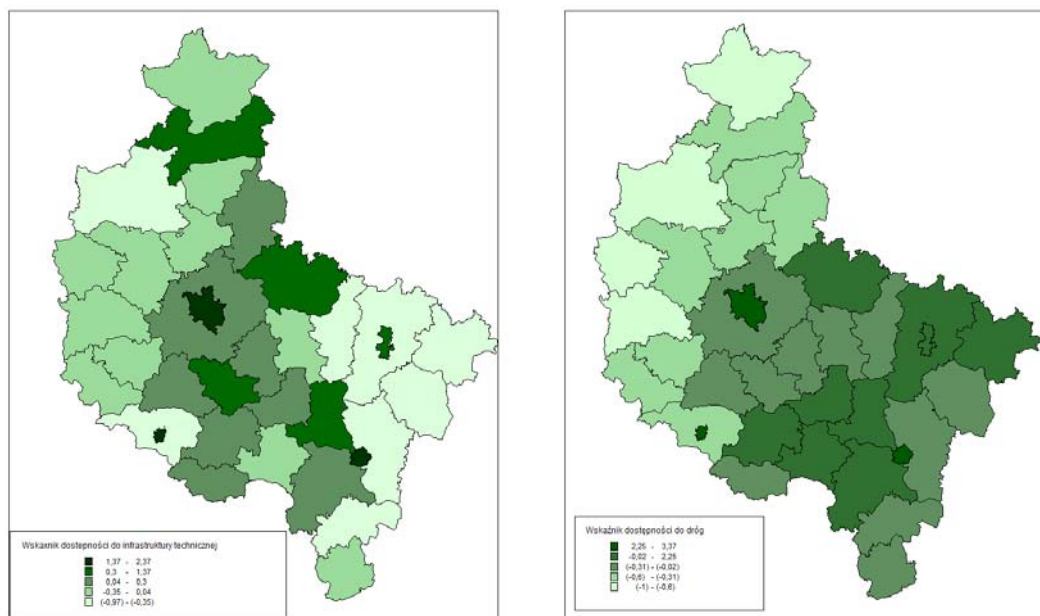 Wskaxnik dostepności do infrastruktury technicznej
1,37 - 2,37
0,3 - 1,37
0,04 - 0,3
-0,35 - 0,04
(-0,97) - (-0,35)
Wskaźnik dostępności do dróg
2,25 - 3,37
-0,02 - 2,25
(-0,31) - (-0,02)
(-0,6) - (-0,31)
(-1) - (-0,6)